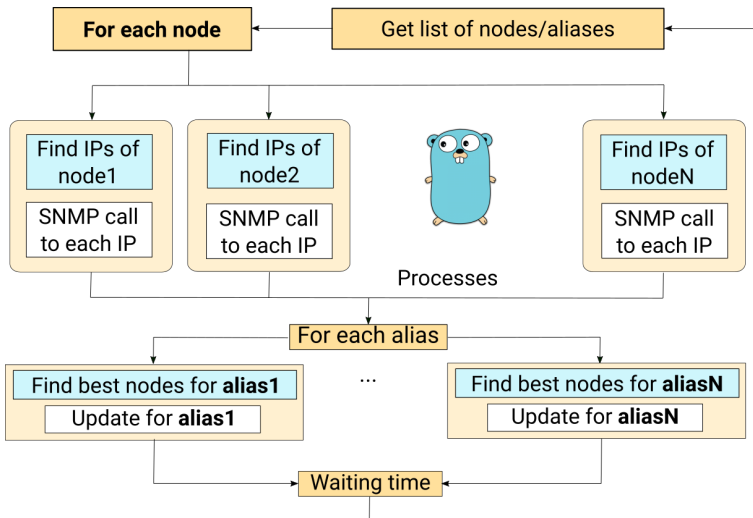 For each node
Get list of nodes/aliases
Find IPs of
node1
SNMP call
to each IP
Find IPs of
node2
SNMP call
to each IP
Find IPs of
nodeN
SNMP call
to each IP
Processes
For each alias
Find best nodes for alias1
Update for alias1
...
Find best nodes for aliasN
Update for aliasN
Waiting time